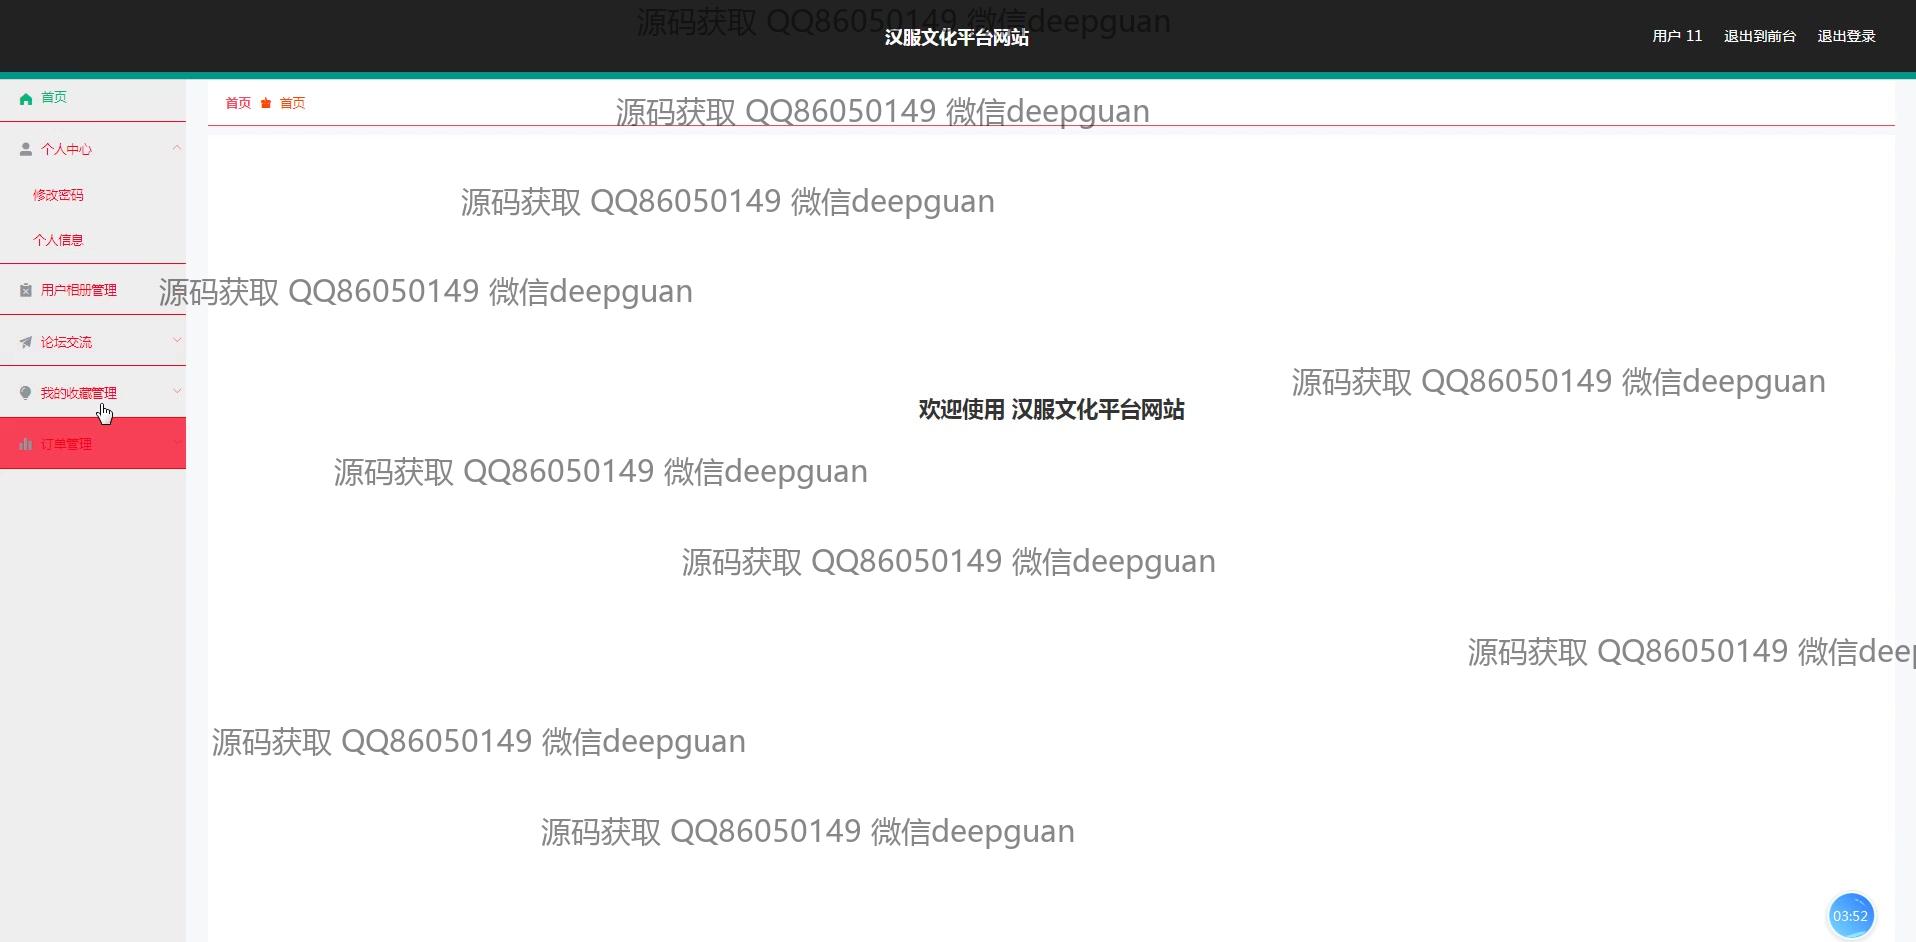 源码获取 QQ86050149 微信deepguan
汉服文化平台网站
用户 11 退出到前台 退出登录
首页
首页 首页
源码获取 QQ86050149 微信deepguan
个人中心
修改密码
源码获取 QQ86050149 微信deepguan
个人信息
用户相册管理
源码获取 QQ86050149 微信deepguan
论坛交流
我的收藏管理
源码获取 QQ86050149 微信deepguan
欢迎使用 汉服文化平台网站
订单管理
源码获取 QQ86050149 微信deepguan
源码获取 QQ86050149 微信deepguan
源码获取 QQ86050149 微信deep
源码获取 QQ86050149 微信deepguan
源码获取 QQ86050149 微信deepguan
03:52